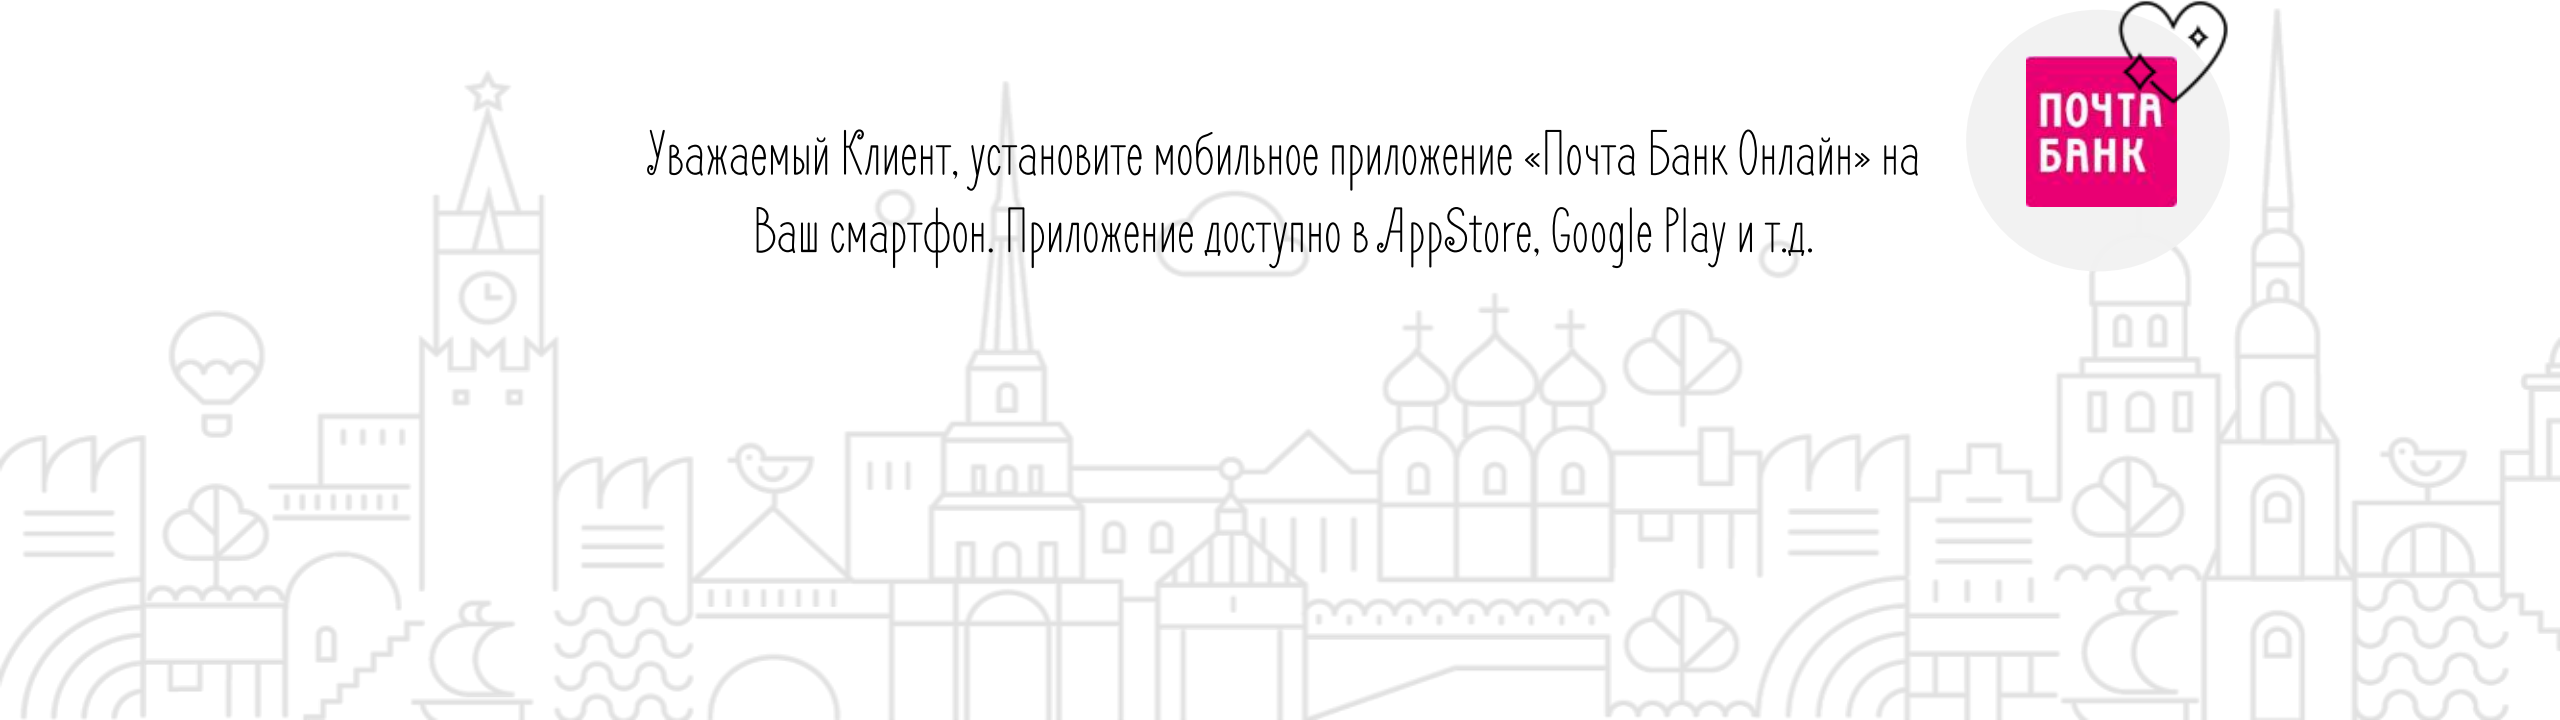 Уважаемый Клиент, установите мобильное приложение «Почта Банк Онлайн» на
Ваш смартфон. Приложение доступно в AppStore, Google Play и т.д.
ПОЧТА
БАНК